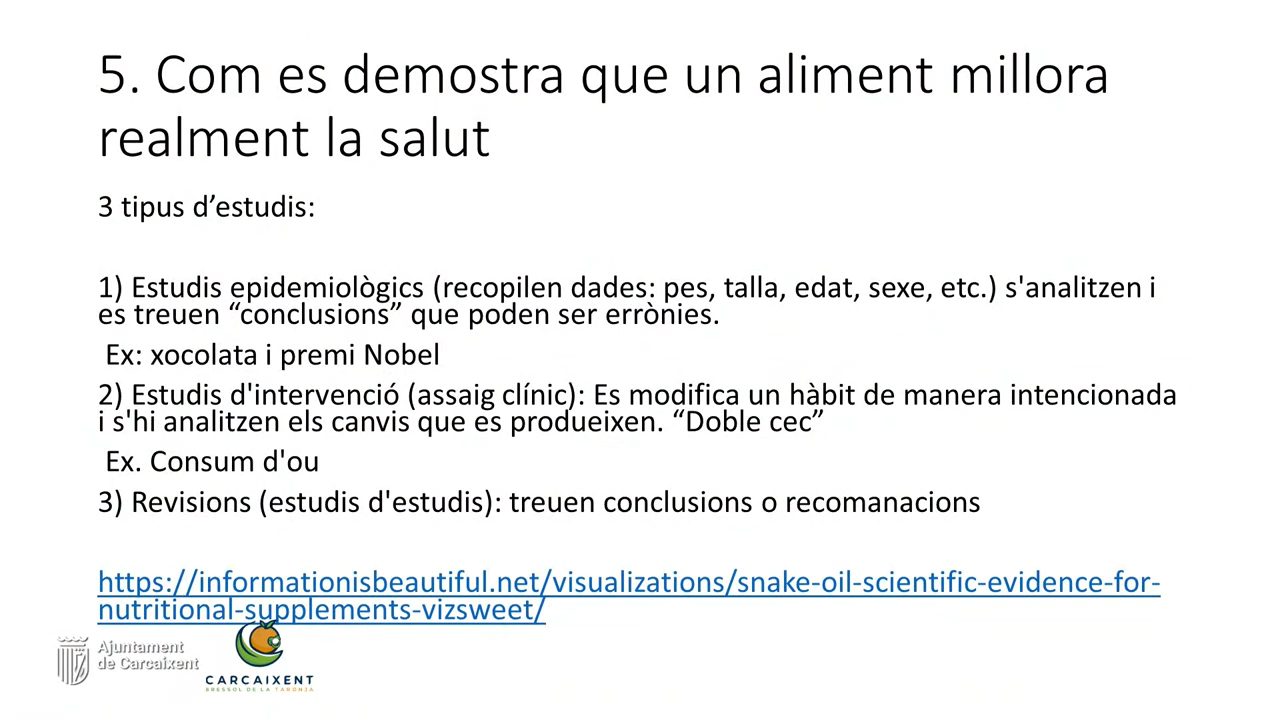 5. Com es demostra que un aliment millora
realment la salut
3 tipus d’estudis:
1) Estudis epidemiològics (recopilen dades: pes, talla, edat, sexe, etc.) s'analitzen i
es treuen “conclusions” que poden ser errònies.
Ex: xocolata i premi Nobel
2) Estudis d'intervenció (assaig clínic): Es modifica un hàbit de manera intencionada
i s'hi analitzen els canvis que es produeixen. “Doble cec”
Ex. Consum d'ou
3) Revisions (estudis d'estudis): treuen conclusions o recomanacions
https://informationisbeautiful.net/visualizations/snake-oil-scientific-evidence-for-
nutritional-supplements-vizsweet/
Ajuntament
de Carcaixent
CARCAIXENT
BRESSOL DE LA TARONJA